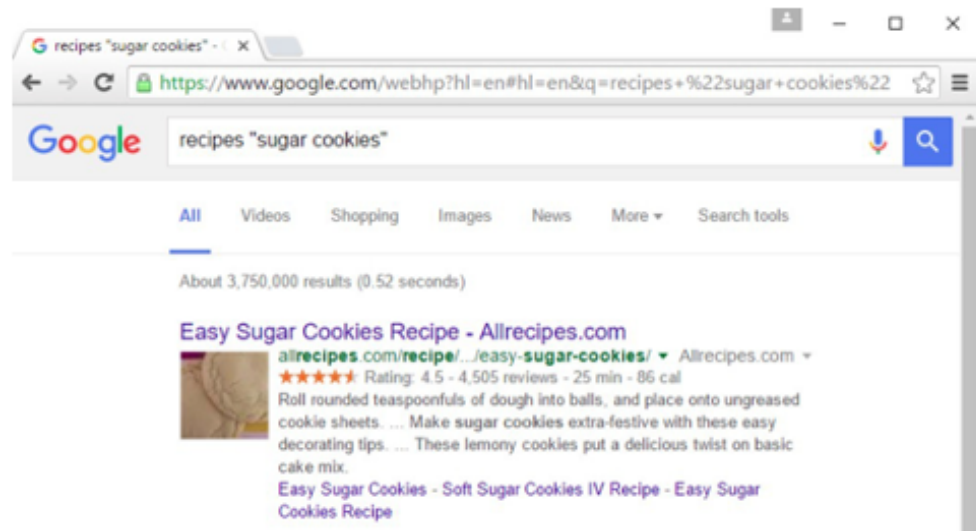 G recipes "sugar cookies" - G
https://www.google.com/webhp?hl=en#hl=en&q=recipes+%22sugar+cookies%22
Google recipes "sugar cookies"
All Videos Shopping Images News More Search tools
About 3,750,000 results (0.52 seconds)
Easy Sugar Cookies Recipe - Allrecipes.com
allrecipes.com/recipe/.../easy-sugar-cookies/ Allrecipes.com
Rating: 4.5 - 4,505 reviews - 25 min - 86 cal
Roll rounded teaspoonfuls of dough into balls, and place onto ungreased
cookie sheets. ... Make sugar cookies extra-festive with these easy
decorating tips. ... These lemony cookies put a delicious twist on basic
cake mix.
Easy Sugar Cookies - Soft Sugar Cookies IV Recipe - Easy Sugar
Cookies Recipe